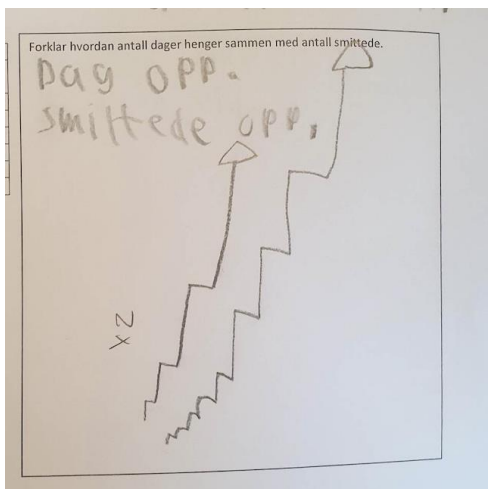 Forklar hvordan antall dager henger sammen med antall smittede.
Dag opp.
smittede opp.
2x